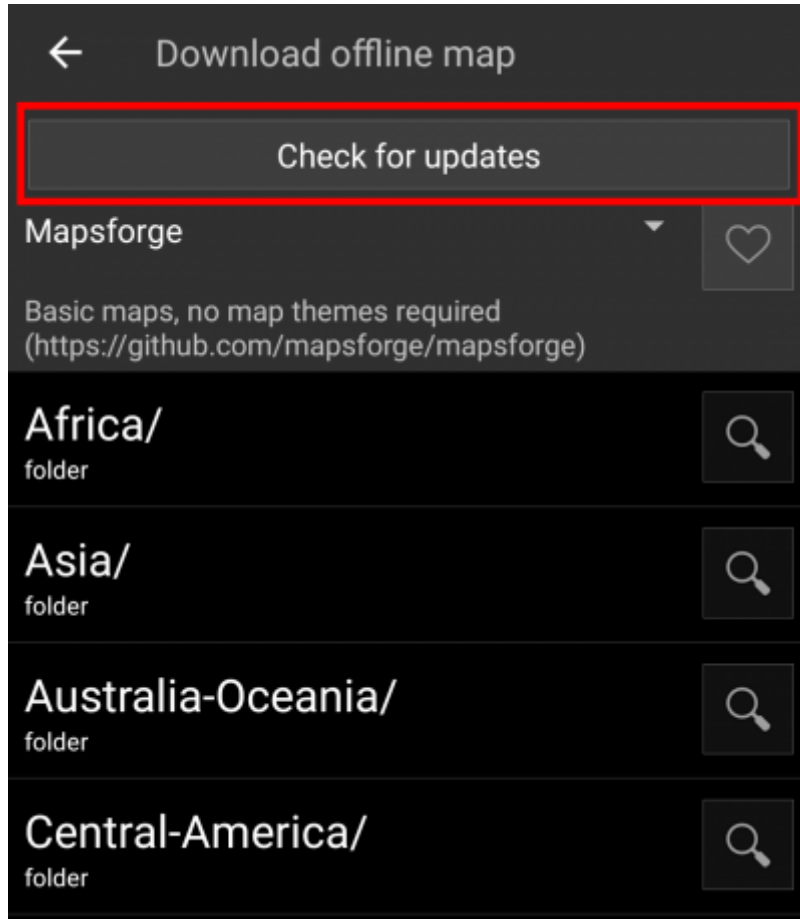 Download offline map
Check for updates
Mapsforge
Basic maps, no map themes required
(https://github.com/mapsforge/mapsforge)
Africa/
folder
Asia/
folder
Australia-Oceania/
folder
Central-America/
folder